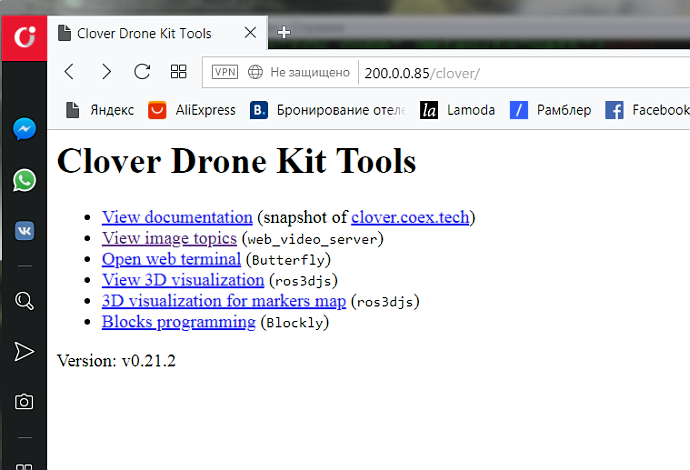 Clover Drone Kit Tools
VPN Не защищено 200.0.0.85/clover/
Яндекс AliExpress B. Бронирование отеле la Lamoda / Рамблер f Facebook
Clover Drone Kit Tools
View documentation (snapshot of clover.coex.tech)
View image topics (web_video_server)
Open web terminal (Butterfly)
View 3D visualization (ros3djs)
3D visualization for markers map (ros3djs)
Blocks programming (Blockly)
Version: v0.21.2